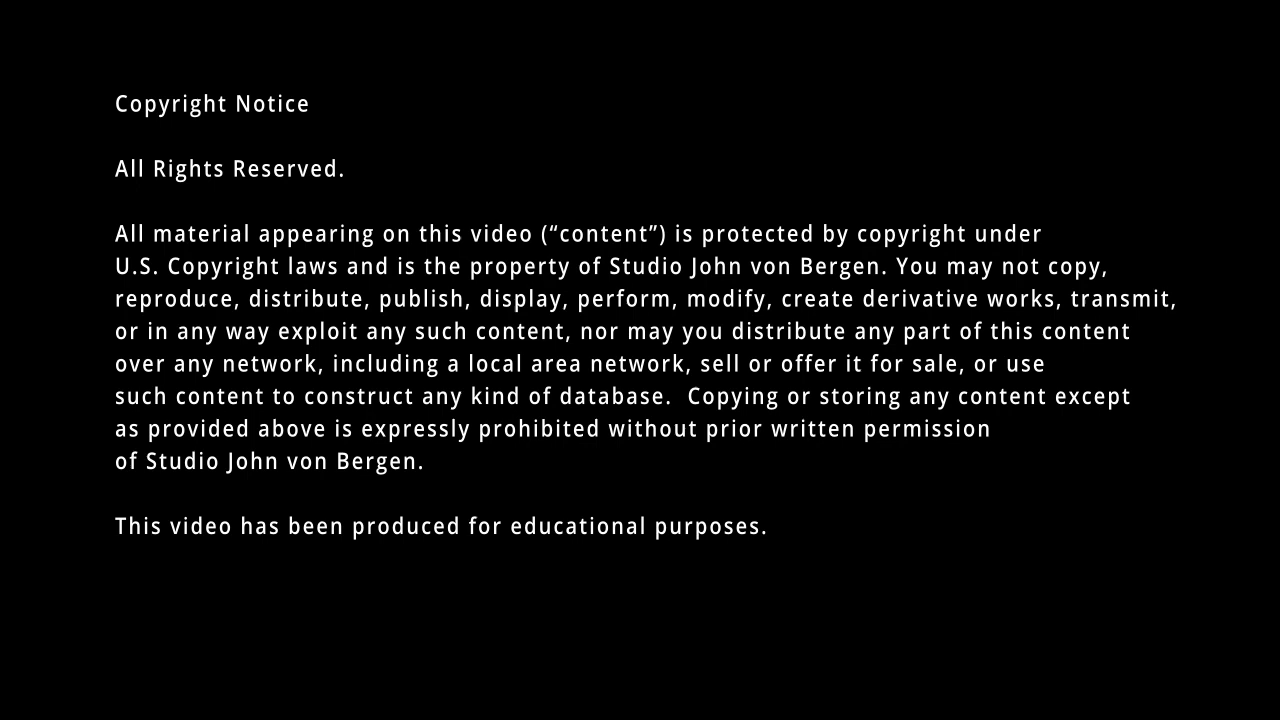 Copyright Notice
All Rights Reserved.
All material appearing on this video (“content”) is protected by copyright under
U.S. Copyright laws and is the property of Studio John von Bergen. You may not copy,
reproduce, distribute, publish, display, perform, modify, create derivative works, transmit,
or in any way exploit any such content, nor may you distribute any part of this content
over any network, including a local area network, sell or offer it for sale, or use
such content to construct any kind of database.  Copying or storing any content except
as provided above is expressly prohibited without prior written permission
of Studio John von Bergen.
This video has been produced for educational purposes.